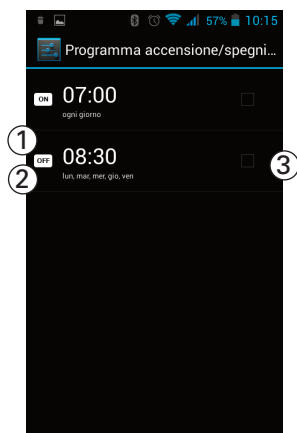 57% 10:15
Programma accensione/spegni...
ON 07:00
ogni giorno
1
OFF 08:30
2
lun, mar, mer, gio, ven
3